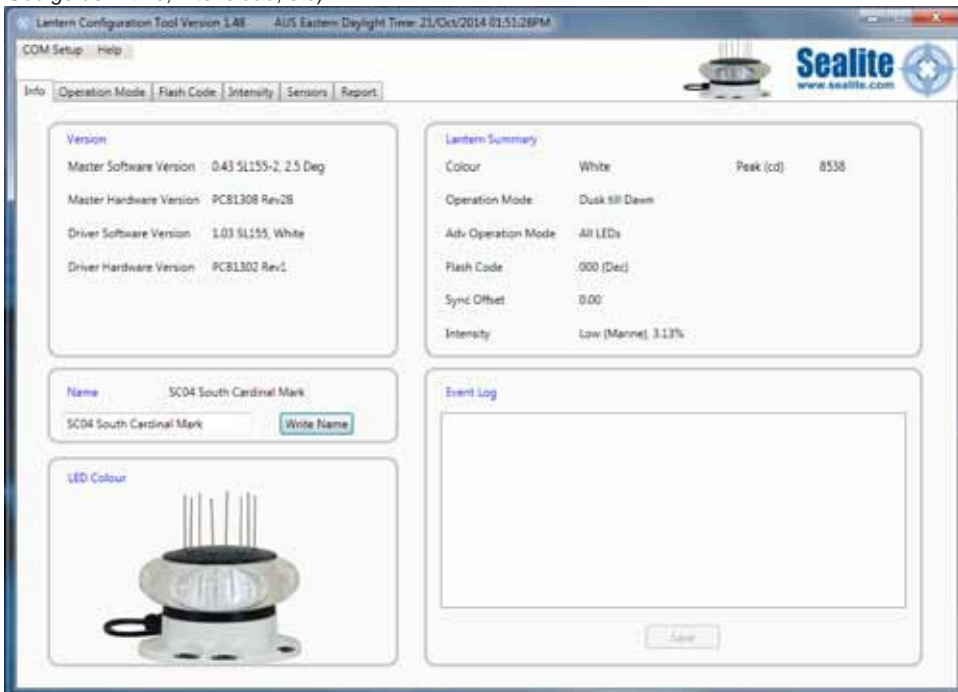 Lantern Configuration Tool Version 1.48 AUS Eastern Daylight Time: 21/Oct/2014 01:51:28PM
COM Setup Help
Sealite
www.sealite.com
Info Operation Mode Flash Code Intensity Sensors Report
Version
Master Software Version 0.43 SL155-2, 2.5 Deg
Master Hardware Version PCB1308 Rev2B
Driver Software Version 1.03 SL155, White
Driver Hardware Version PCB1302 Rev1
Lantern Summary
Colour White Peak (cd) 8538
Operation Mode Dusk till Dawn
Adv Operation Mode All LEDs
Flash Code 000 (Dec)
Sync Offset 0.00
Intensity Low (Marine), 3.13%
Name SC04 South Cardinal Mark
SC04 South Cardinal Mark Write Name
LED Colour
Event Log
Save